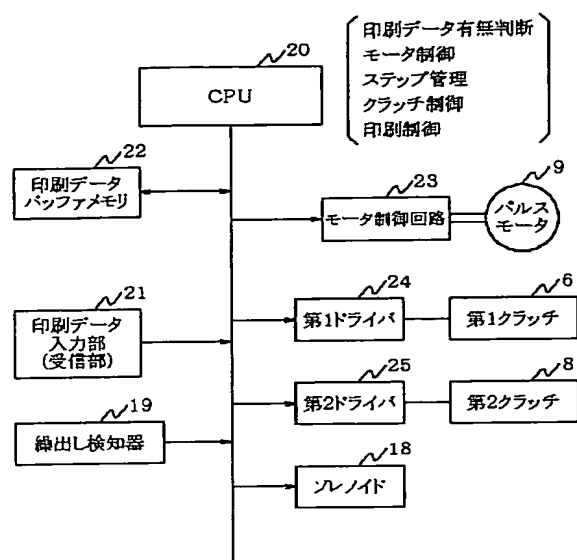 20
CPU
印刷データ有無判断
モータ制御
ステップ管理
クラッチ制御
印刷制御
22
印刷データ
バッファメモリ
23
モータ制御回路
9
パルス
モータ
21
印刷データ
入力部
(受信部)
24
第1ドライバ
6
第1クラッチ
25
第2ドライバ
8
第2クラッチ
19
繰出し検知器
18
ソレノイド